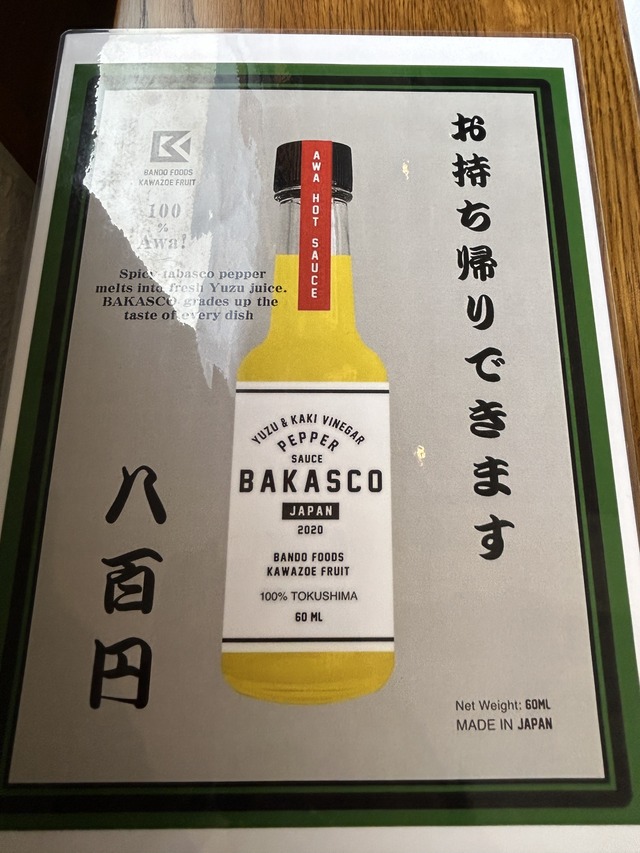 BANDO FOODS
KAWAZOE FRUIT
100
%
Awa!
Spicy tabasco pepper
melts into fresh Yuzu juice.
BAKASCO grades up the
taste of every dish
AWA HOT SAUCE
お持ち帰りできます
YUZU & KAKI VINEGAR
PEPPER
SAUCE
BAKASCO
JAPAN
2020
BANDO FOODS
KAWAZOE FRUIT
100% TOKUSHIMA
60 ML
八百円
Net Weight: 60ML
MADE IN JAPAN